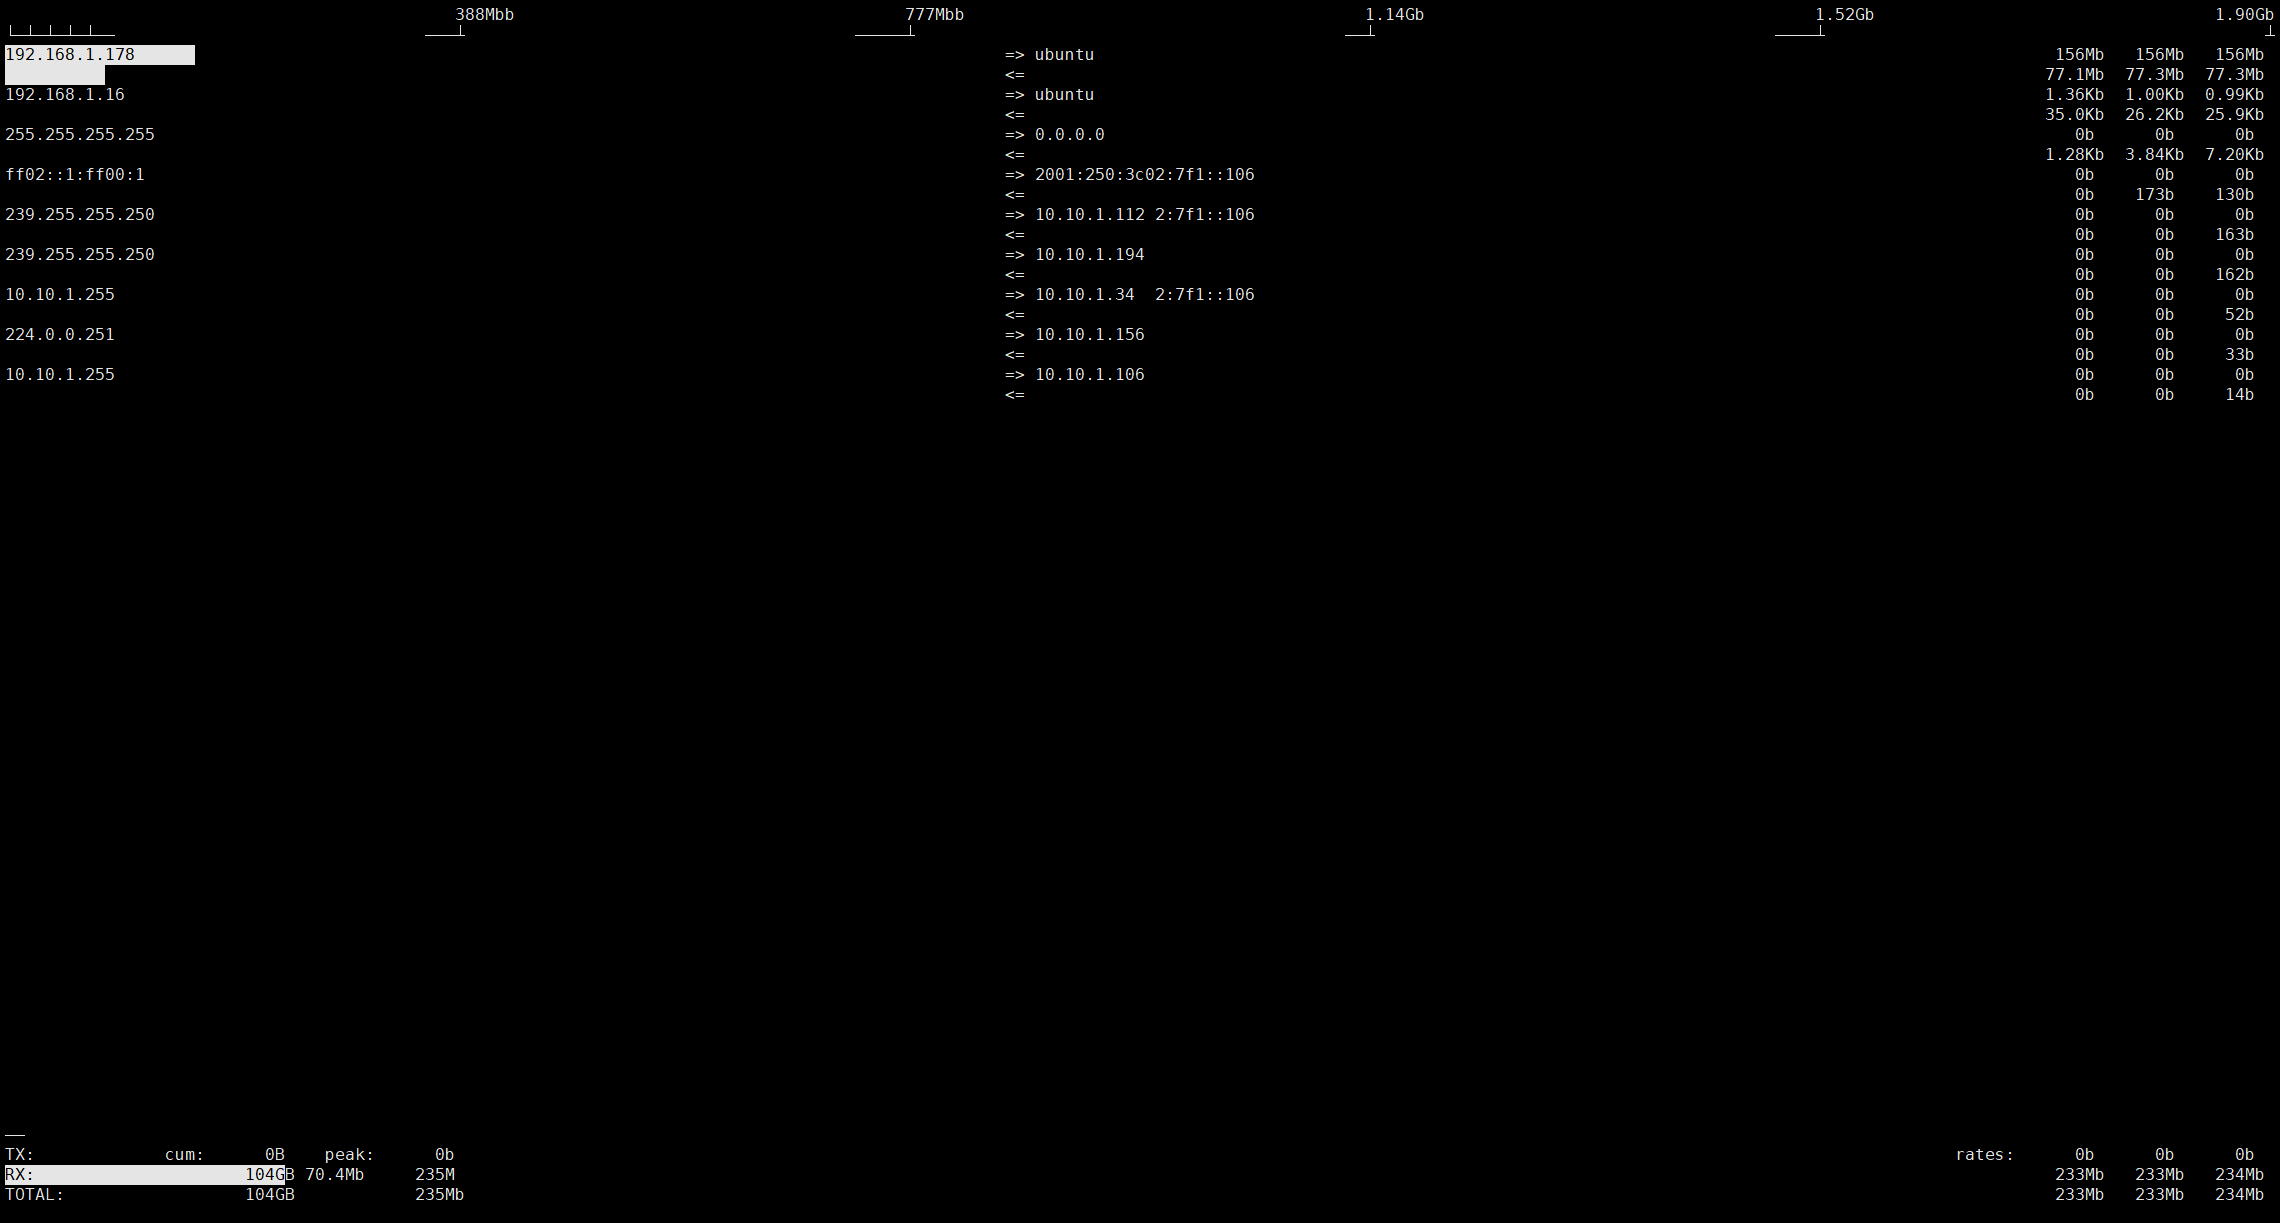 388Mbb 777Mbb 1.14Gb 1.52Gb 1.90Gb
192.168.1.178 => ubuntu 156Mb 156Mb 156Mb
<= 77.1Mb 77.3Mb 77.3Mb
192.168.1.16 => ubuntu 1.36Kb 1.00Kb 0.99Kb
<= 35.0Kb 26.2Kb 25.9Kb
255.255.255.255 => 0.0.0.0 0b 0b 0b
<= 1.28Kb 3.84Kb 7.20Kb
ff02::1:ff00:1 => 2001:250:3c02:7f1::106 0b 0b 0b
<= 0b 173b 130b
239.255.255.250 => 10.10.1.112 2:7f1::106 0b 0b 0b
<= 0b 0b 163b
239.255.255.250 => 10.10.1.194 0b 0b 0b
<= 0b 0b 162b
10.10.1.255 => 10.10.1.34 2:7f1::106 0b 0b 0b
<= 0b 0b 52b
224.0.0.251 => 10.10.1.156 0b 0b 0b
<= 0b 0b 33b
10.10.1.255 => 10.10.1.106 0b 0b 0b
<= 0b 0b 14b
TX: cum: 0B peak: 0b rates: 0b 0b 0b
RX: 104GB 70.4Mb 235M 233Mb 233Mb 234Mb
TOTAL: 104GB 235Mb 233Mb 233Mb 234Mb